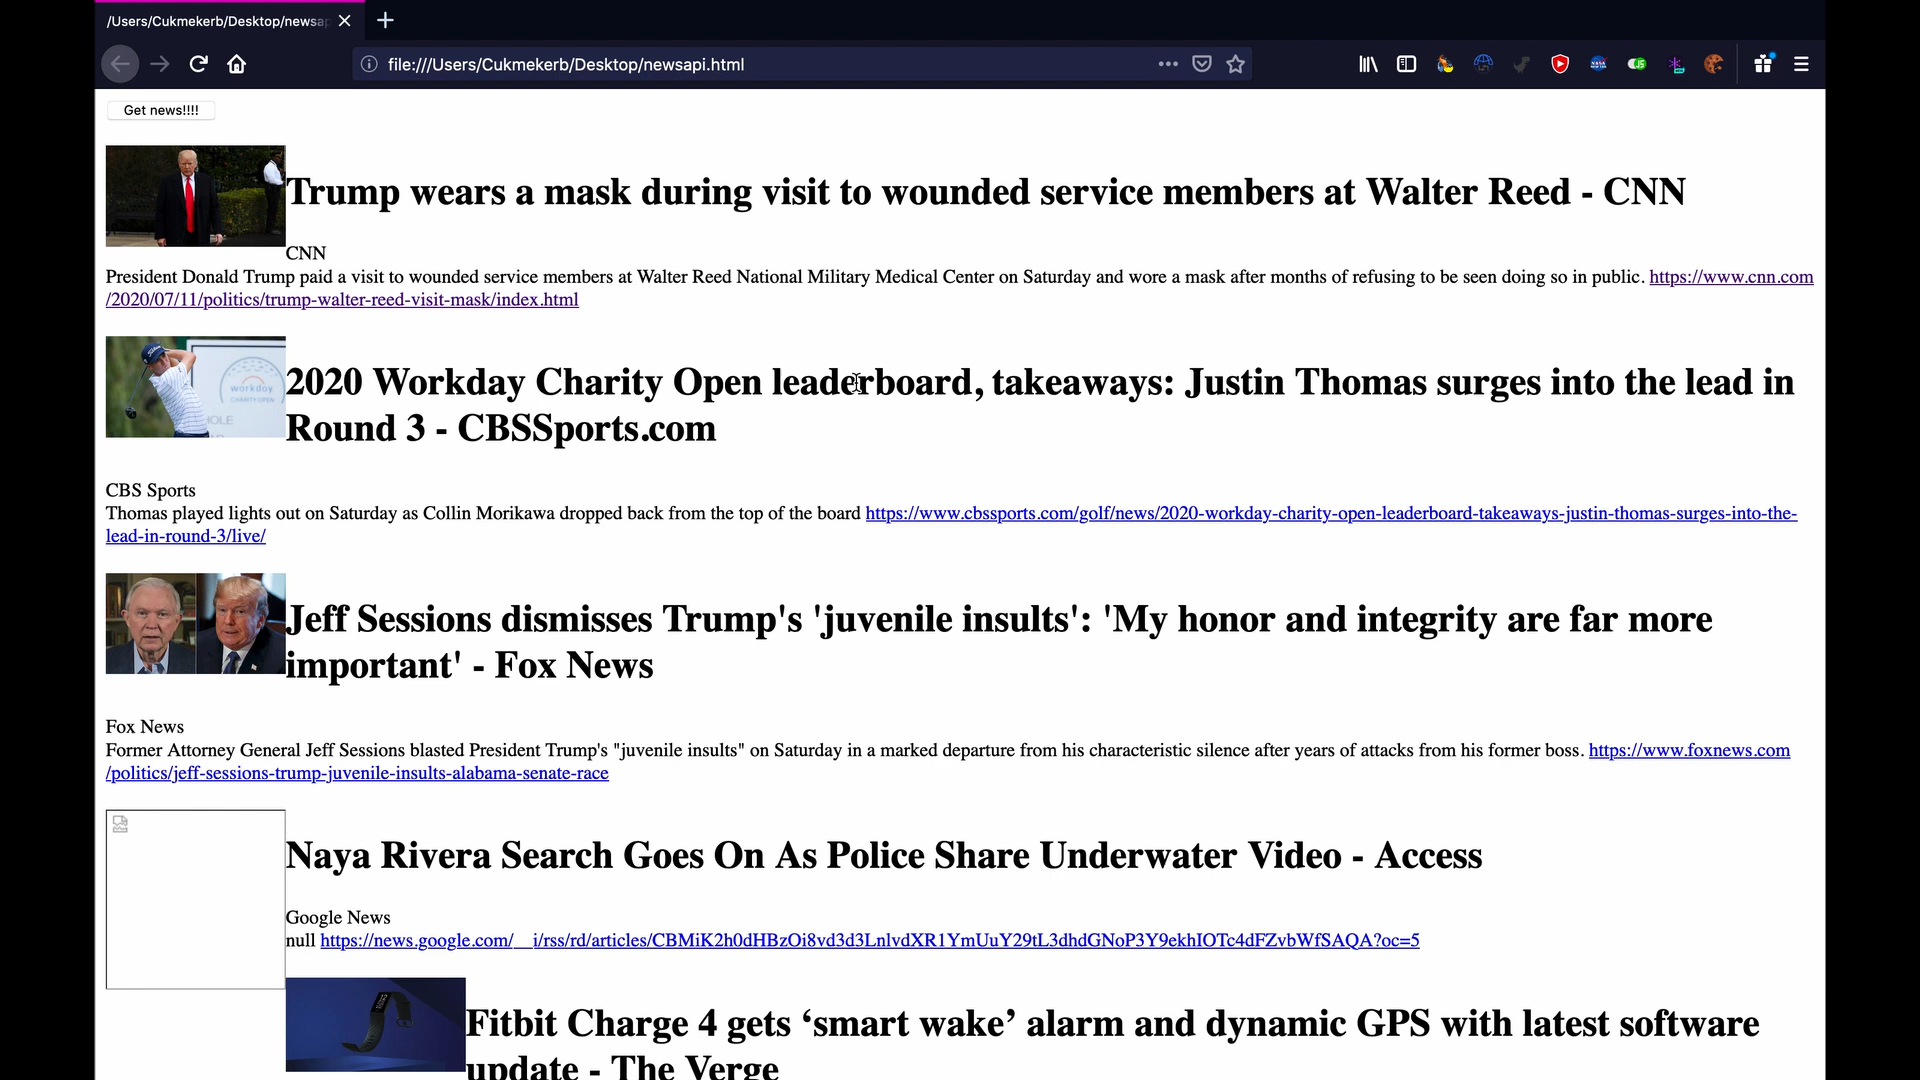 /Users/Cukmekerb/Desktop/newsap
file:///Users/Cukmekerb/Desktop/newsapi.html
Get news!!!!
Trump wears a mask during visit to wounded service members at Walter Reed - CNN
CNN
President Donald Trump paid a visit to wounded service members at Walter Reed National Military Medical Center on Saturday and wore a mask after months of refusing to be seen doing so in public. https://www.cnn.com
/2020/07/11/politics/trump-walter-reed-visit-mask/index.html
workday
CHARITY OPEN
HOLE
2020 Workday Charity Open leaderboard, takeaways: Justin Thomas surges into the lead in
Round 3 - CBSSports.com
CBS Sports
Thomas played lights out on Saturday as Collin Morikawa dropped back from the top of the board https://www.cbssports.com/golf/news/2020-workday-charity-open-leaderboard-takeaways-justin-thomas-surges-into-the-
lead-in-round-3/live/
Jeff Sessions dismisses Trump's 'juvenile insults': 'My honor and integrity are far more
important' - Fox News
Fox News
Former Attorney General Jeff Sessions blasted President Trump's "juvenile insults" on Saturday in a marked departure from his characteristic silence after years of attacks from his former boss. https://www.foxnews.com
/politics/jeff-sessions-trump-juvenile-insults-alabama-senate-race
Naya Rivera Search Goes On As Police Share Underwater Video - Access
Google News
null https://news.google.com/__i/rss/rd/articles/CBMiK2h0dHBzOi8vd3d3LnlvdXR1YmUuY29tL3dhdGNoP3Y9ekhIOTc4dFZvbWfSAQA?oc=5
Fitbit Charge 4 gets ‘smart wake’ alarm and dynamic GPS with latest software
update - The Verge